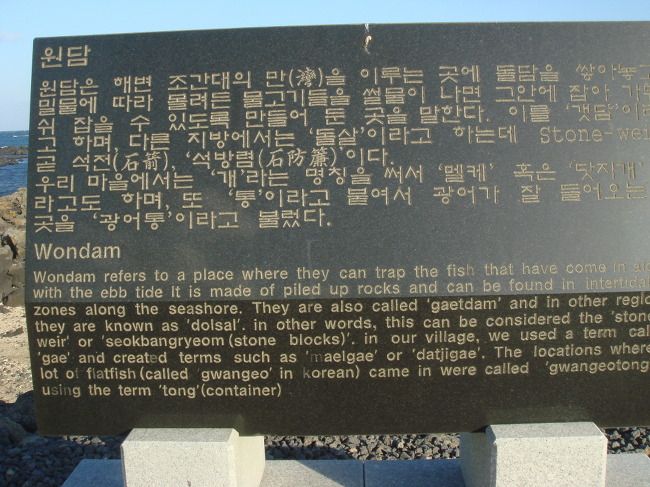 원담
원담은 해변 조간대의 만(灣)을 이루는 곳에 돌담을 쌓아놓고
밀물에 따라 몰려든 물고기들을 썰물이 나면 그안에 잡아
쉬 잡을 수 있도록 만들어 둔 곳을 말한다. 이를 '갯담'이라
고 하며, 다른 지방에서는 '돌살'이라고 하는데 Stone-wei
곧 석전(石箭), '석방렴(石防簾)'이다.
우리 마을에서는 '개'라는 명칭을 써서 '멜케' 혹은 '닷자개'
라고도 하며, 또 '통'이라고 붙여서 광어가 잘 들어오는
곳을 '광어통'이라고 불렀다.
Wondam
Wondam refers to a place where they can trap the fish that have come in
with the ebb tide It is made of piled up rocks and can be found in intertida
zones along the seashore. They are also called 'gaetdam' and in other regio
they are known as 'dolsal'. in other words, this can be considered the 'stone
weir' or 'seokbangryeom(stone blocks)'. in our village, we used a term cal
'gae' and created terms such as 'maelgae' or 'datjigae'. The locations where
lot of flatfish(called 'gwangeo' in korean) came in were called 'gwangeotong
using the term 'tong'(container)